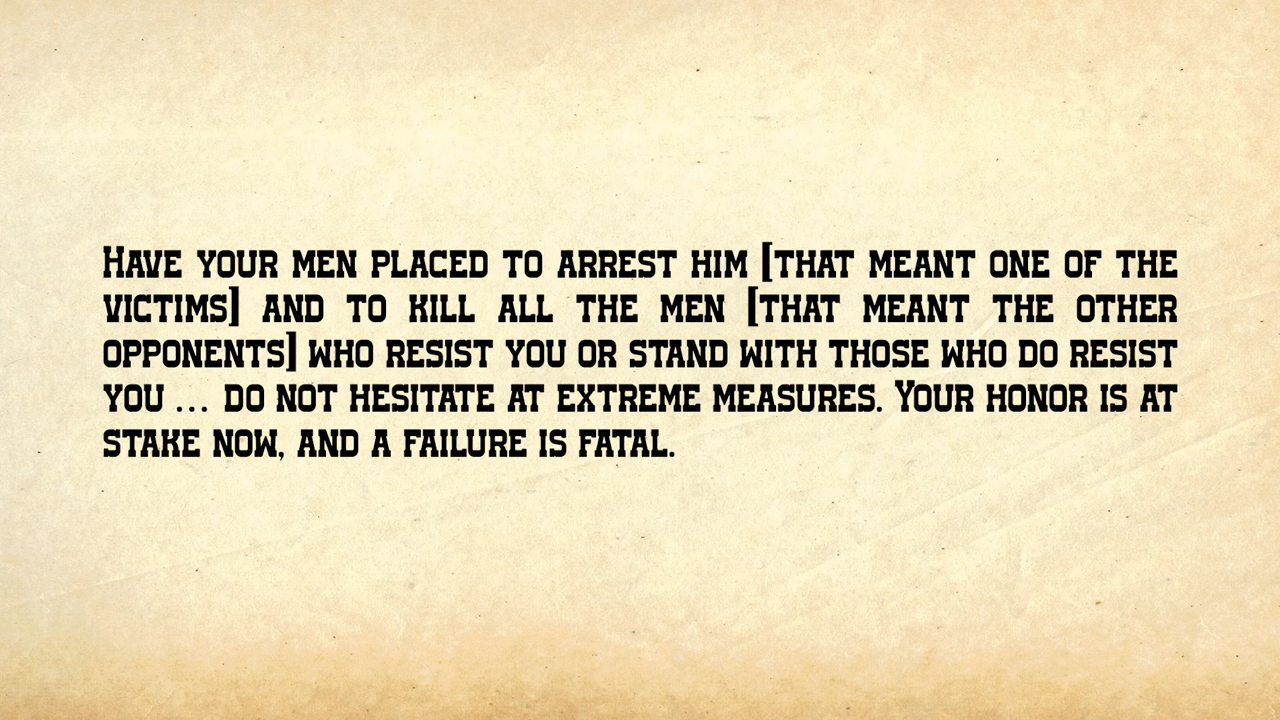 Have your men placed to arrest him [that meant one of the
victims] and to kill all the men [that meant the other
opponents] who resist you or stand with those who do resist
you ... do not hesitate at extreme measures. Your honor is at
stake now, and a failure is fatal.